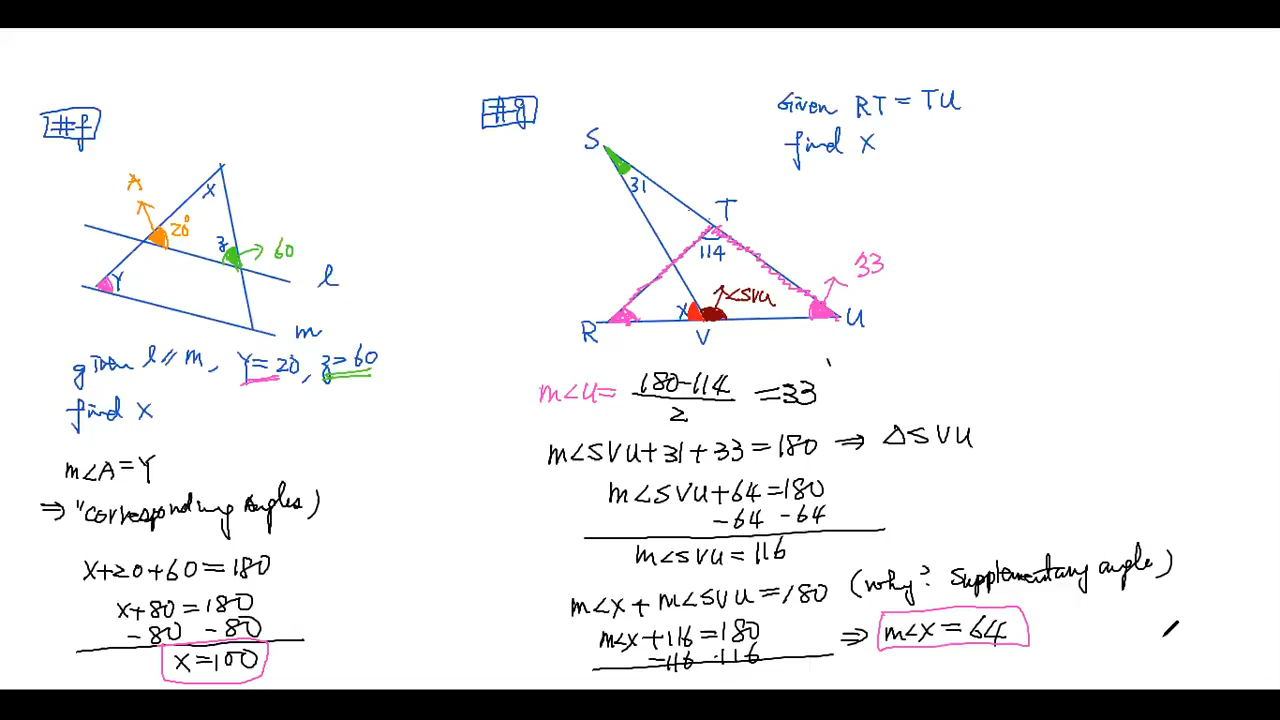 #f
A
X
20°
z
60
Y
l
m
given l // m, Y=20, z=60
find X
m∠A=Y
⇒ "corresponding Angles)
X+20+60=180
X+80=180
-80 -80
X=100
#g
Given RT = TU
find X
S
31
T
114
33
∠SVU
X
R
V
U
m∠U= 180-114 / 2 =33
m∠SVU+31+33=180 ⇒ △SVU
m∠SVU+64=180
-64 -64
m∠SVU=116
m∠X+m∠SVU=180 (why? Supplementary angle)
m∠X+116=180 ⇒ m∠X=64
-116 -116